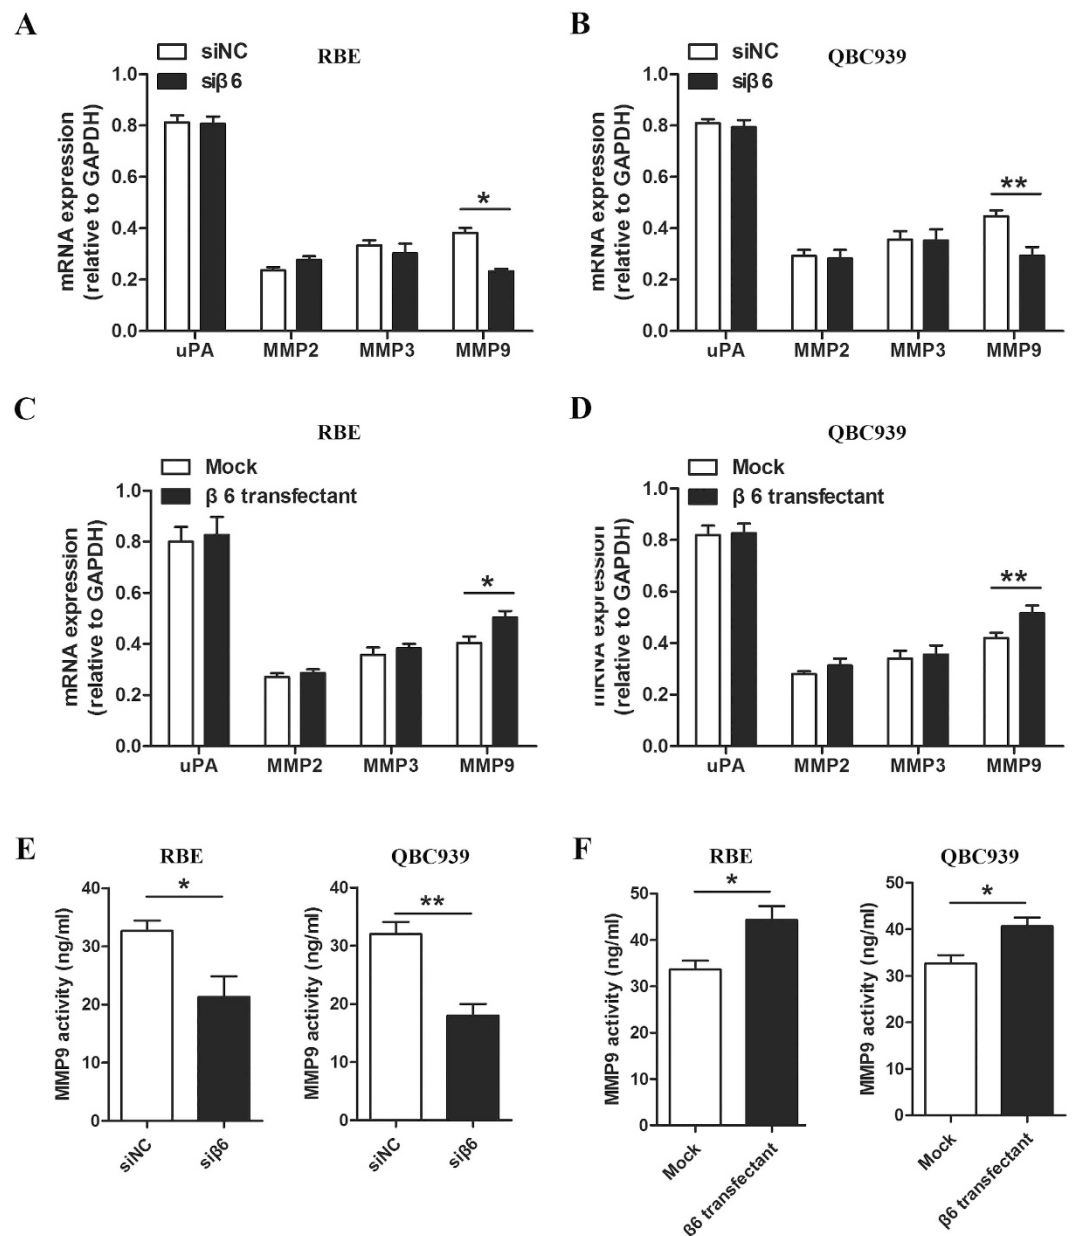 A
RBE
siNC
siβ6
mRNA expression
(relative to GAPDH)
1.0
0.8
0.6
0.4
0.2
0.0
*
uPA MMP2 MMP3 MMP9
B
QBC939
siNC
siβ6
mRNA expression
(relative to GAPDH)
1.0
0.8
0.6
0.4
0.2
0.0
**
uPA MMP2 MMP3 MMP9
C
RBE
Mock
β 6 transfectant
mRNA expression
(relative to GAPDH)
1.0
0.8
0.6
0.4
0.2
0.0
*
uPA MMP2 MMP3 MMP9
D
QBC939
Mock
β 6 transfectant
mRNA expression
(relative to GAPDH)
1.0
0.8
0.6
0.4
0.2
0.0
**
uPA MMP2 MMP3 MMP9
E
RBE
MMP9 activity (ng/ml)
40
30
20
10
0
*
siNC siβ6
QBC939
MMP9 activity (ng/ml)
40
30
20
10
0
**
siNC siβ6
F
RBE
MMP9 activity (ng/ml)
50
40
30
20
10
0
*
Mock β6 transfectant
QBC939
MMP9 activity (ng/ml)
50
40
30
20
10
0
*
Mock β6 transfectant